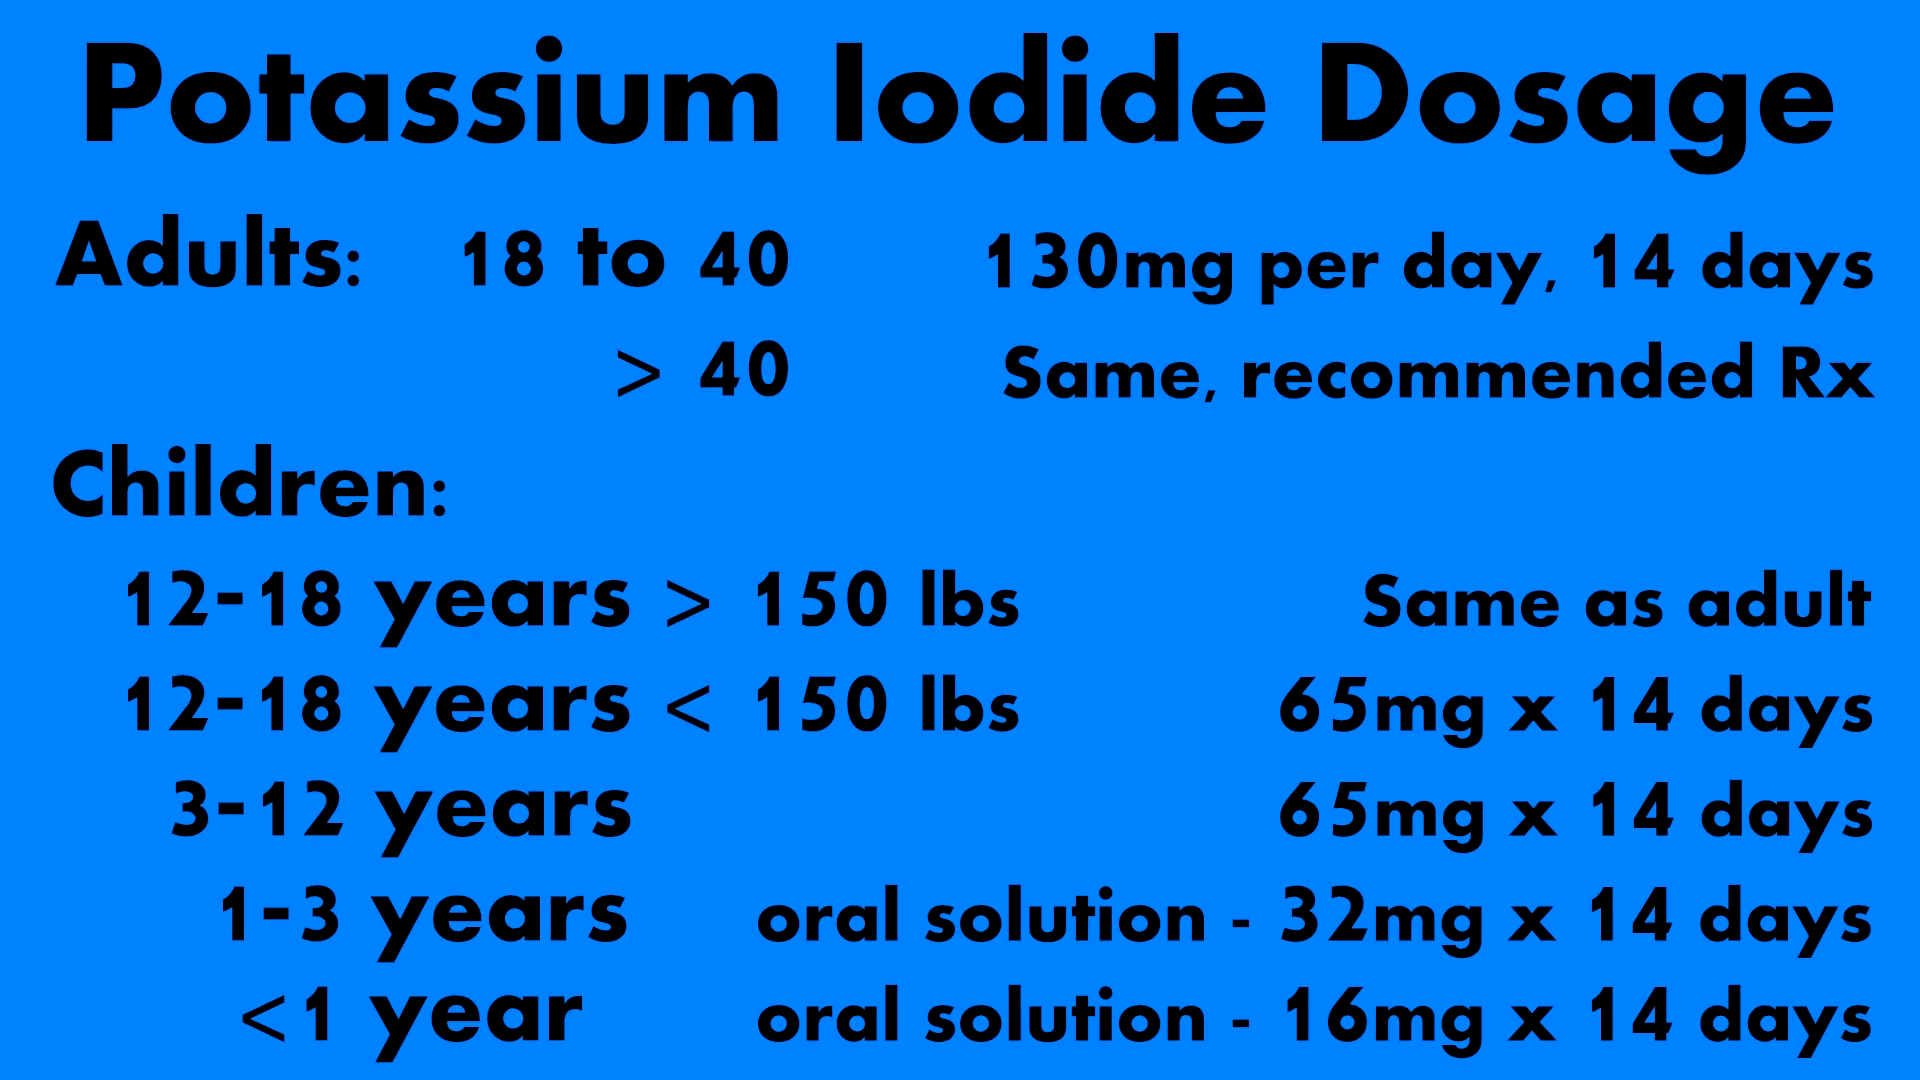 Potassium Iodide Dosage
Adults: 18 to 40 130mg per day, 14 days
> 40 Same, recommended Rx
Children:
12-18 years > 150 lbs Same as adult
12-18 years < 150 lbs 65mg x 14 days
3-12 years 65mg x 14 days
1-3 years oral solution - 32mg x 14 days
<1 year oral solution - 16mg x 14 days